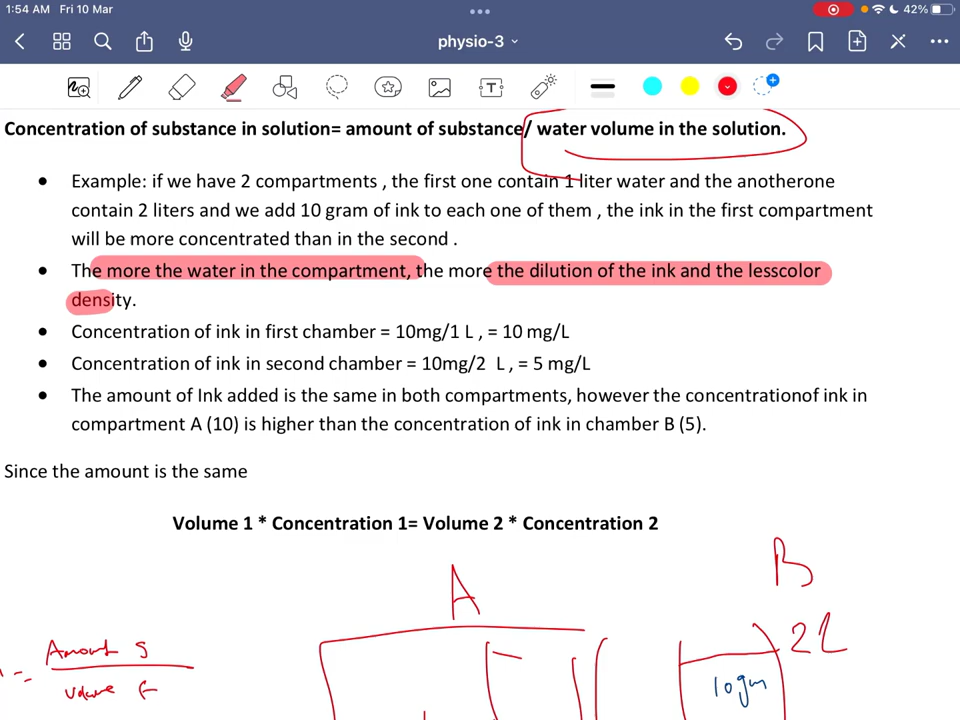 1:54 AM Fri 10 Mar
42%
physio-3
T
Concentration of substance in solution= amount of substance/ water volume in the solution.
Example: if we have 2 compartments , the first one contain 1 liter water and the anotherone
contain 2 liters and we add 10 gram of ink to each one of them , the ink in the first compartment
will be more concentrated than in the second .
The more the water in the compartment, the more the dilution of the ink and the lesscolor
density.
Concentration of ink in first chamber = 10mg/1 L , = 10 mg/L
Concentration of ink in second chamber = 10mg/2 L , = 5 mg/L
The amount of Ink added is the same in both compartments, however the concentrationof ink in
compartment A (10) is higher than the concentration of ink in chamber B (5).
Since the amount is the same
Volume 1 * Concentration 1= Volume 2 * Concentration 2
A
B
2L
Amount S
Volume
10gm